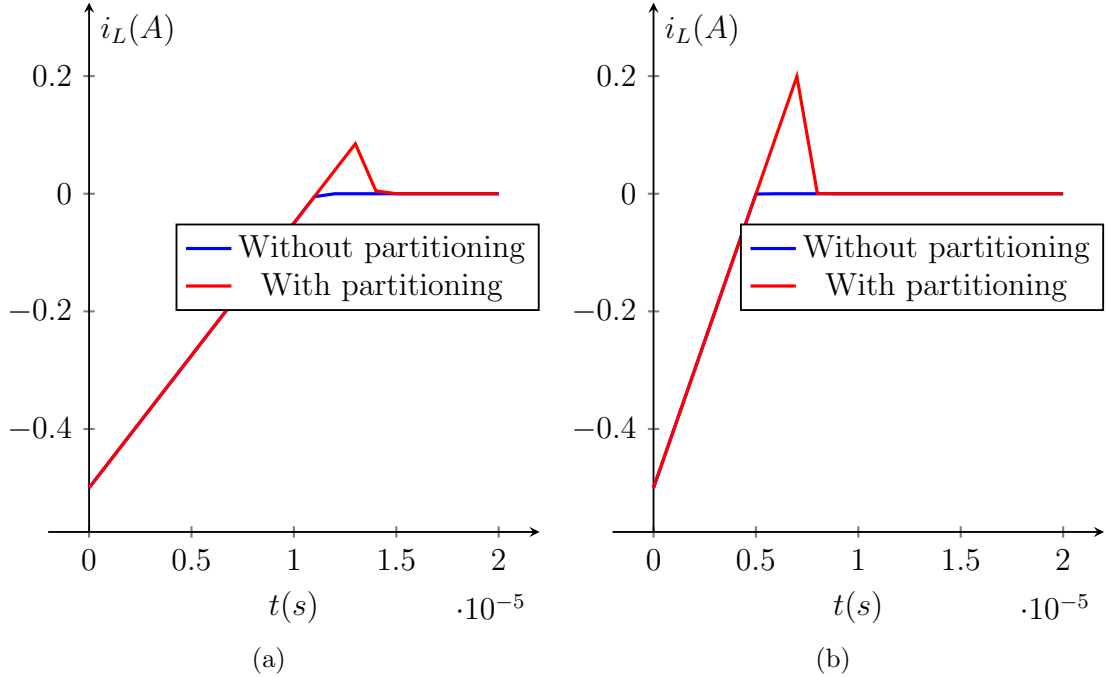 i_L(A)
0.2
0
−0.2
−0.4
Without partitioning
With partitioning
0 0.5 1 1.5 2
t(s) ·10^−5
(a)
i_L(A)
0.2
0
−0.2
−0.4
Without partitioning
With partitioning
0 0.5 1 1.5 2
t(s) ·10^−5
(b)